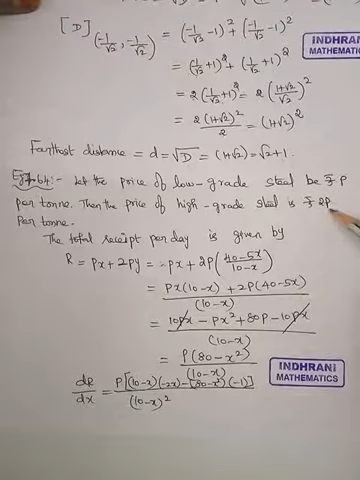 [D](-1/√2, -1/√2) = (-1/√2 - 1)² + (-1/√2 - 1)²
= (1/√2 + 1)² + (1/√2 + 1)²
= 2(1/√2 + 1)² = 2((1+√2)/√2)²
= 2(1+√2)²/2 = (1+√2)²
Farthest distance = d = √D = (1+√2) = √2+1.
:- Let the price of low-grade steel be ₹ P
per tonne. Then the price of high-grade steel is ₹ 2p
per tonne.
The total receipt per day is given by
R = Px + 2Py = Px + 2P((40-5x)/(10-x))
= (Px(10-x) + 2P(40-5x))/(10-x)
= (10Px - Px² + 80P - 10Px)/(10-x)
= P(80-x²)/(10-x)
dR/dx = P[(10-x)(-2x) - (80-x²)(-1)]/(10-x)²
INDHRANI
MATHEMATICS
INDHRANI
MATHEMATICS